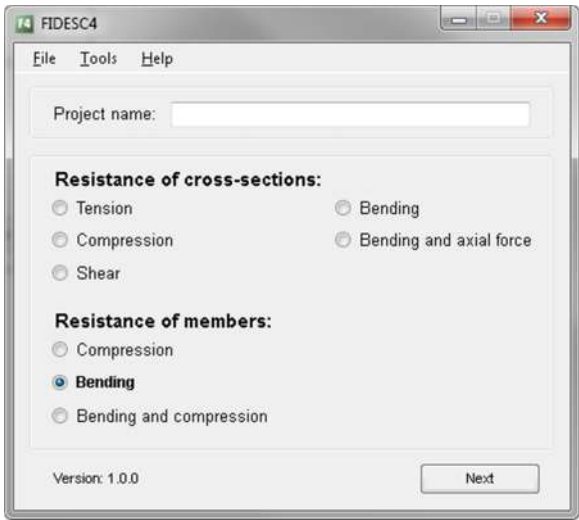 FIDESC4
File Tools Help
Project name:
Resistance of cross-sections:
Tension Bending
Compression Bending and axial force
Shear
Resistance of members:
Compression
Bending
Bending and compression
Version: 1.0.0 Next